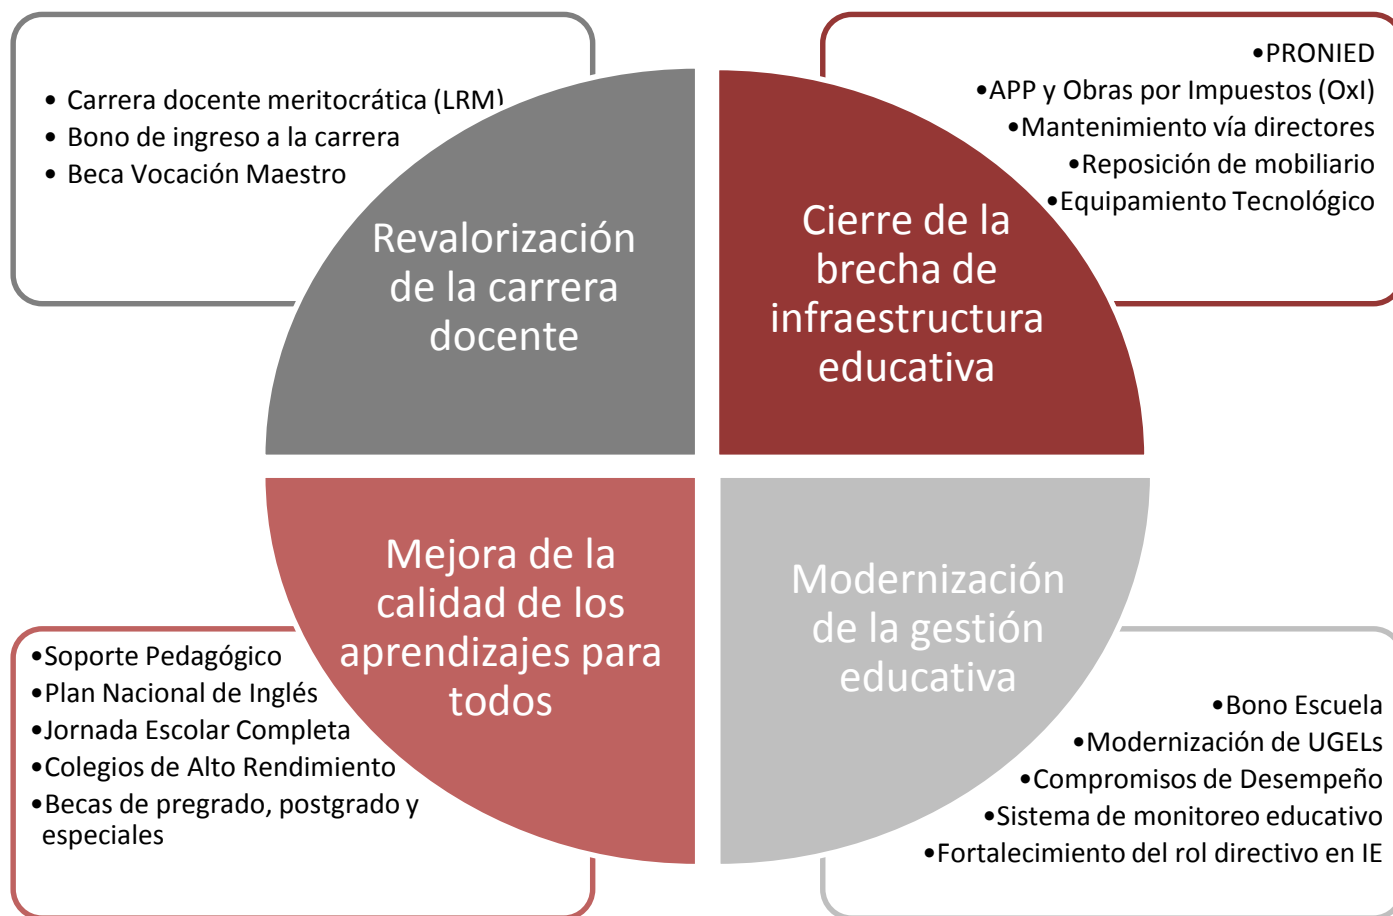 • Carrera docente meritocrática (LRM)
• Bono de ingreso a la carrera
• Beca Vocación Maestro
Revalorización
de la carrera
docente
•PRONIED
•APP y Obras por Impuestos (OxI)
•Mantenimiento vía directores
•Reposición de mobiliario
•Equipamiento Tecnológico
Cierre de la
brecha de
infraestructura
educativa
Mejora de la
calidad de los
aprendizajes para
todos
•Soporte Pedagógico
•Plan Nacional de Inglés
•Jornada Escolar Completa
•Colegios de Alto Rendimiento
•Becas de pregrado, postgrado y
especiales
Modernización
de la gestión
educativa
•Bono Escuela
•Modernización de UGELs
•Compromisos de Desempeño
•Sistema de monitoreo educativo
•Fortalecimiento del rol directivo en IE